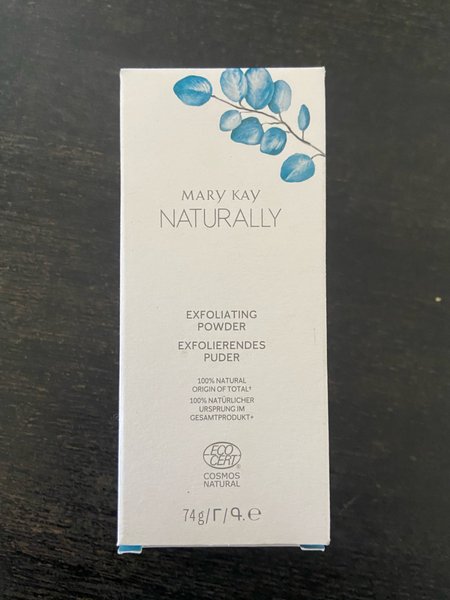 MARY KAY
NATURALLY
EXFOLIATING
POWDER
EXFOLIERENDES
PUDER
100% NATURAL
ORIGIN OF TOTAL†
100% NATÜRLICHER
URSPRUNG IM
GESAMTPRODUKT+
ECO
CERT®
COSMOS
NATURAL
74g/Г/Գ.℮